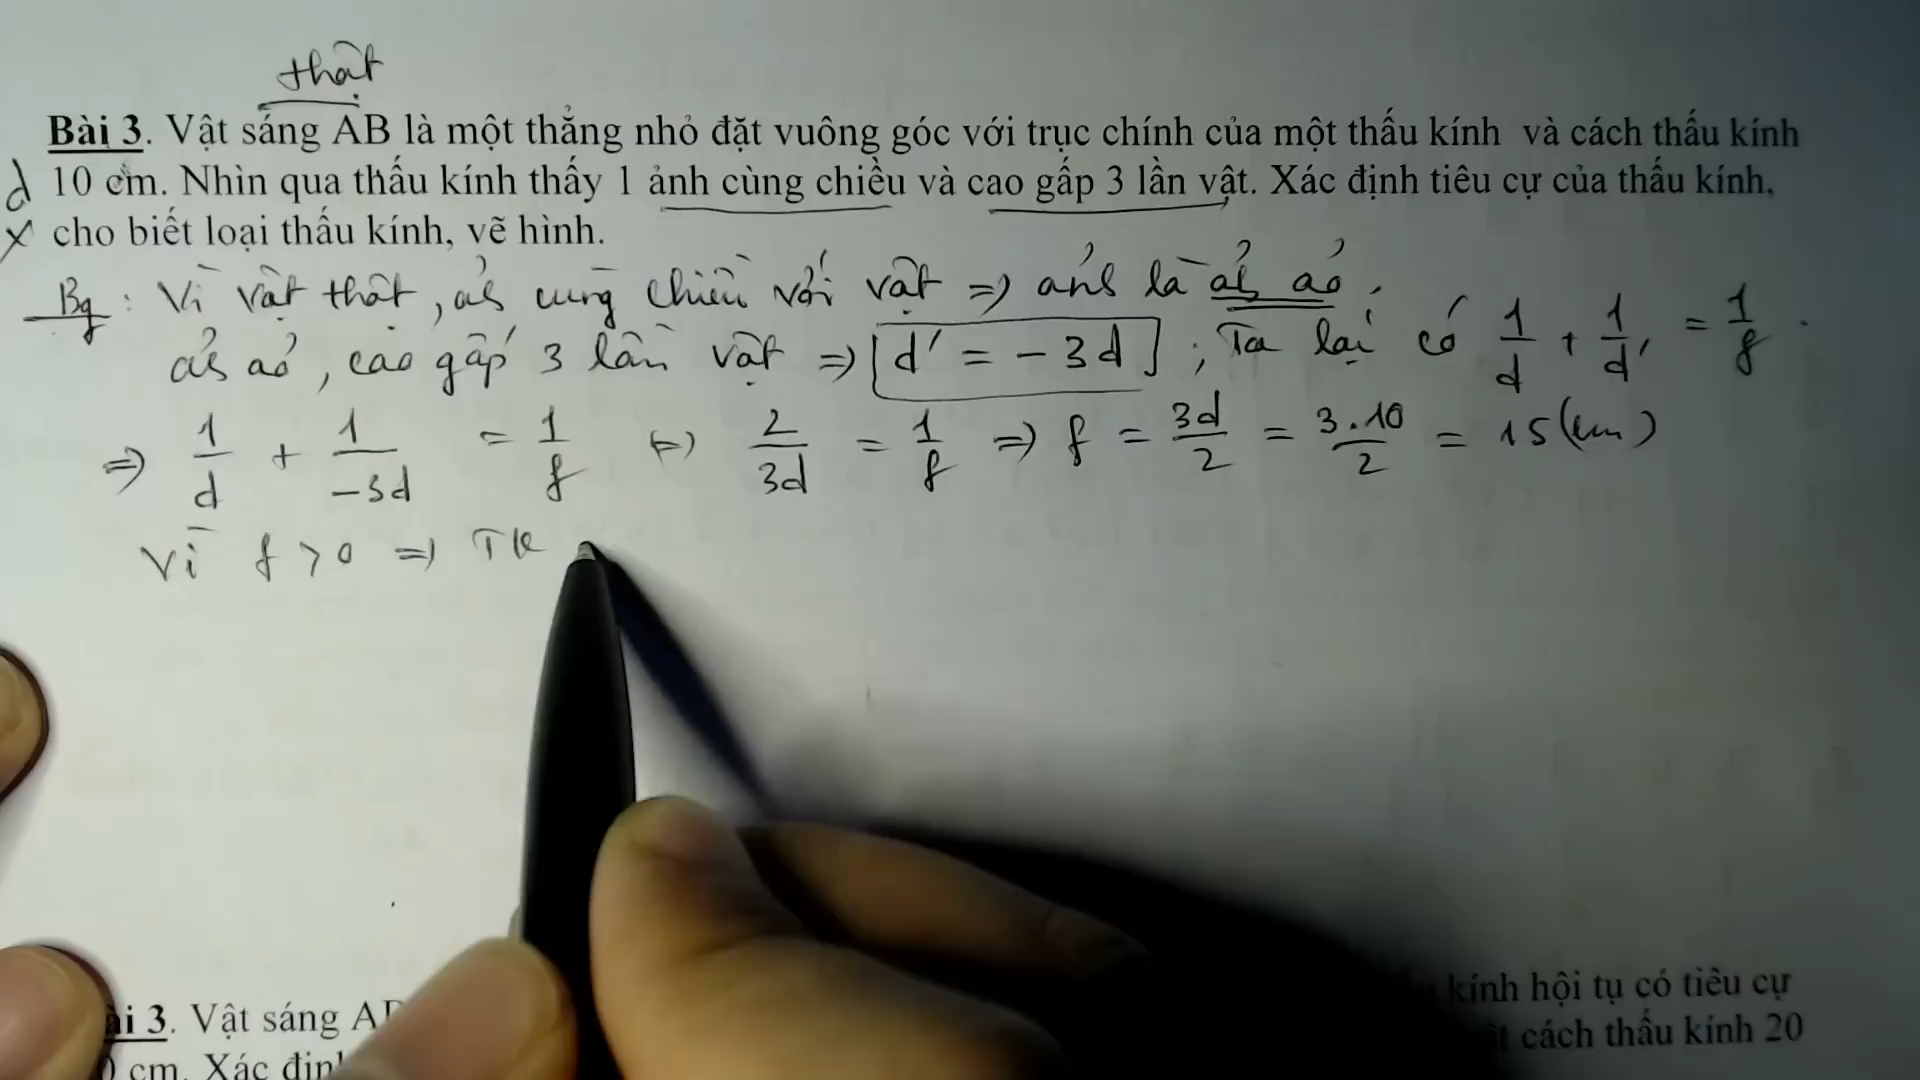 thật
Bài 3. Vật sáng AB là một thẳng nhỏ đặt vuông góc với trục chính của một thấu kính và cách thấu kính
d 10 cm. Nhìn qua thấu kính thấy 1 ảnh cùng chiều và cao gấp 3 lần vật. Xác định tiêu cự của thấu kính,
cho biết loại thấu kính, vẽ hình.
Bg: Vì vật thật, ảnh cùng chiều với vật => ảnh là ảnh ảo.
ảnh ảo, cao gấp 3 lần vật => [d' = -3d]; Ta lại có 1/d + 1/d' = 1/f.
=> 1/d + 1/-3d = 1/f <=> 2/3d = 1/f => f = 3d/2 = 3.10/2 = 15 (cm)
Vì f > 0 => TK
kính hội tụ có tiêu cự
ài 3. Vật sáng AB
cách thấu kính 20
cm. Xác định